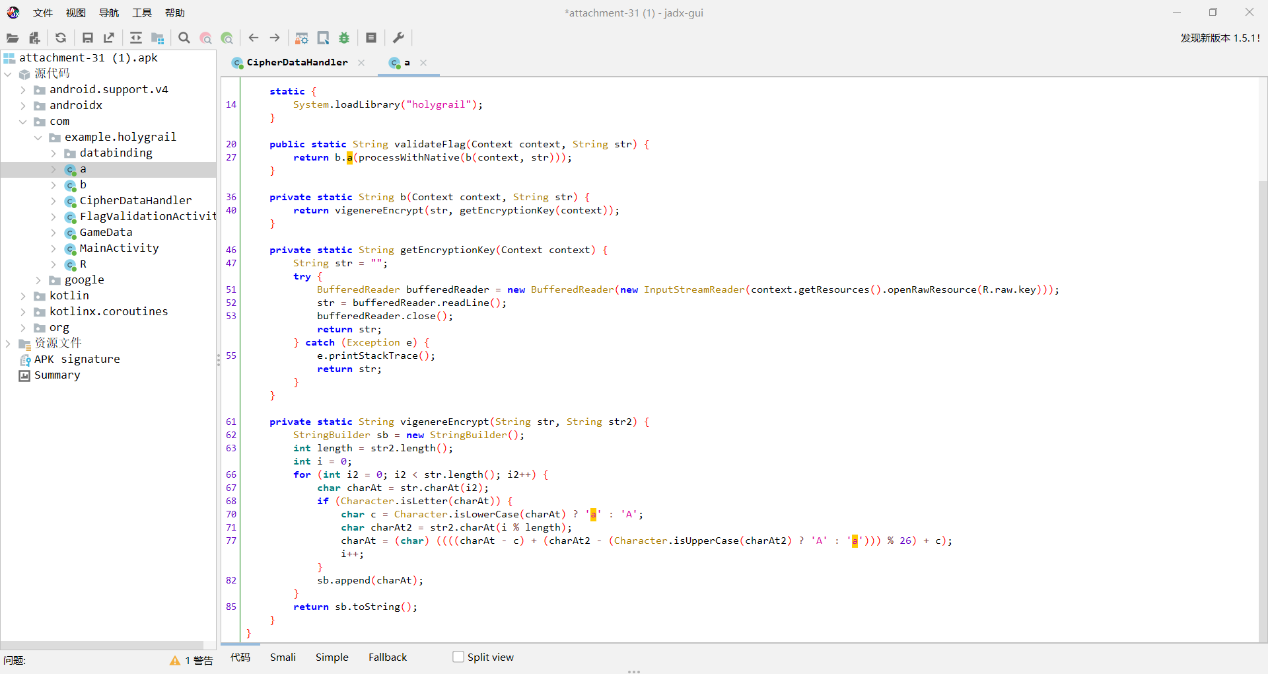 *attachment-31 (1) - jadx-gui
文件 视图 导航 工具 帮助
发现新版本 1.5.1!
attachment-31 (1).apk
源代码
android.support.v4
androidx
com
example.holygrail
databinding
a
b
CipherDataHandler
FlagValidationActivit
GameData
MainActivity
R
google
kotlin
kotlinx.coroutines
org
资源文件
APK signature
Summary
问题:
1 警告
CipherDataHandler a
static {
14 System.loadLibrary("holygrail");
}
20 public static String validateFlag(Context context, String str) {
27 return b.a(processWithNative(b(context, str)));
}
36 private static String b(Context context, String str) {
40 return vigenereEncrypt(str, getEncryptionKey(context));
}
46 private static String getEncryptionKey(Context context) {
47 String str = "";
try {
51 BufferedReader bufferedReader = new BufferedReader(new InputStreamReader(context.getResources().openRawResource(R.raw.key)));
52 str = bufferedReader.readLine();
53 bufferedReader.close();
return str;
} catch (Exception e) {
55 e.printStackTrace();
return str;
}
}
61 private static String vigenereEncrypt(String str, String str2) {
62 StringBuilder sb = new StringBuilder();
63 int length = str2.length();
int i = 0;
66 for (int i2 = 0; i2 < str.length(); i2++) {
67 char charAt = str.charAt(i2);
68 if (Character.isLetter(charAt)) {
70 char c = Character.isLowerCase(charAt) ? 'a' : 'A';
71 char charAt2 = str2.charAt(i % length);
77 charAt = (char) ((((charAt - c) + (charAt2 - (Character.isUpperCase(charAt2) ? 'A' : 'a'))) % 26) + c);
i++;
}
82 sb.append(charAt);
}
85 return sb.toString();
}
}
代码 Smali Simple Fallback Split view